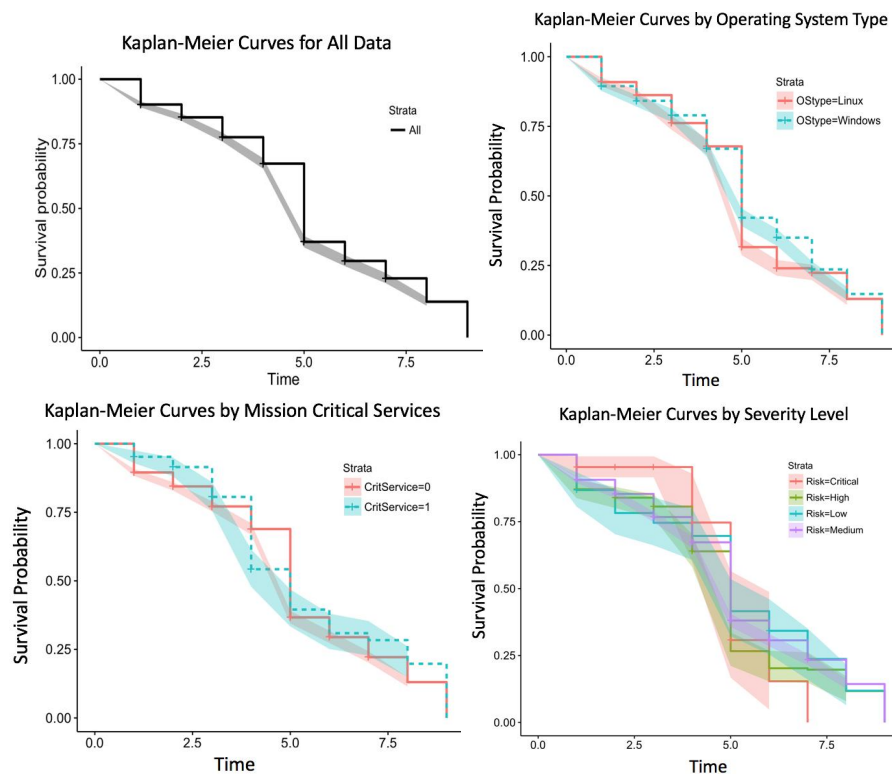 Kaplan-Meier Curves for All Data
Survival probability
1.00
0.75
0.50
0.25
0.00
Strata
All
0.0
2.5
5.0
7.5
Time
Kaplan-Meier Curves by Operating System Type
Survival Probability
1.00
0.75
0.50
0.25
0.00
Strata
OStype=Linux
OStype=Windows
0.0
2.5
5.0
7.5
Time
Kaplan-Meier Curves by Mission Critical Services
Survival Probability
1.00
0.75
0.50
0.25
0.00
Strata
CritService=0
CritService=1
0.0
2.5
5.0
7.5
Time
Kaplan-Meier Curves by Severity Level
Survival Probability
1.00
0.75
0.50
0.25
0.00
Strata
Risk=Critical
Risk=High
Risk=Low
Risk=Medium
0.0
2.5
5.0
7.5
Time